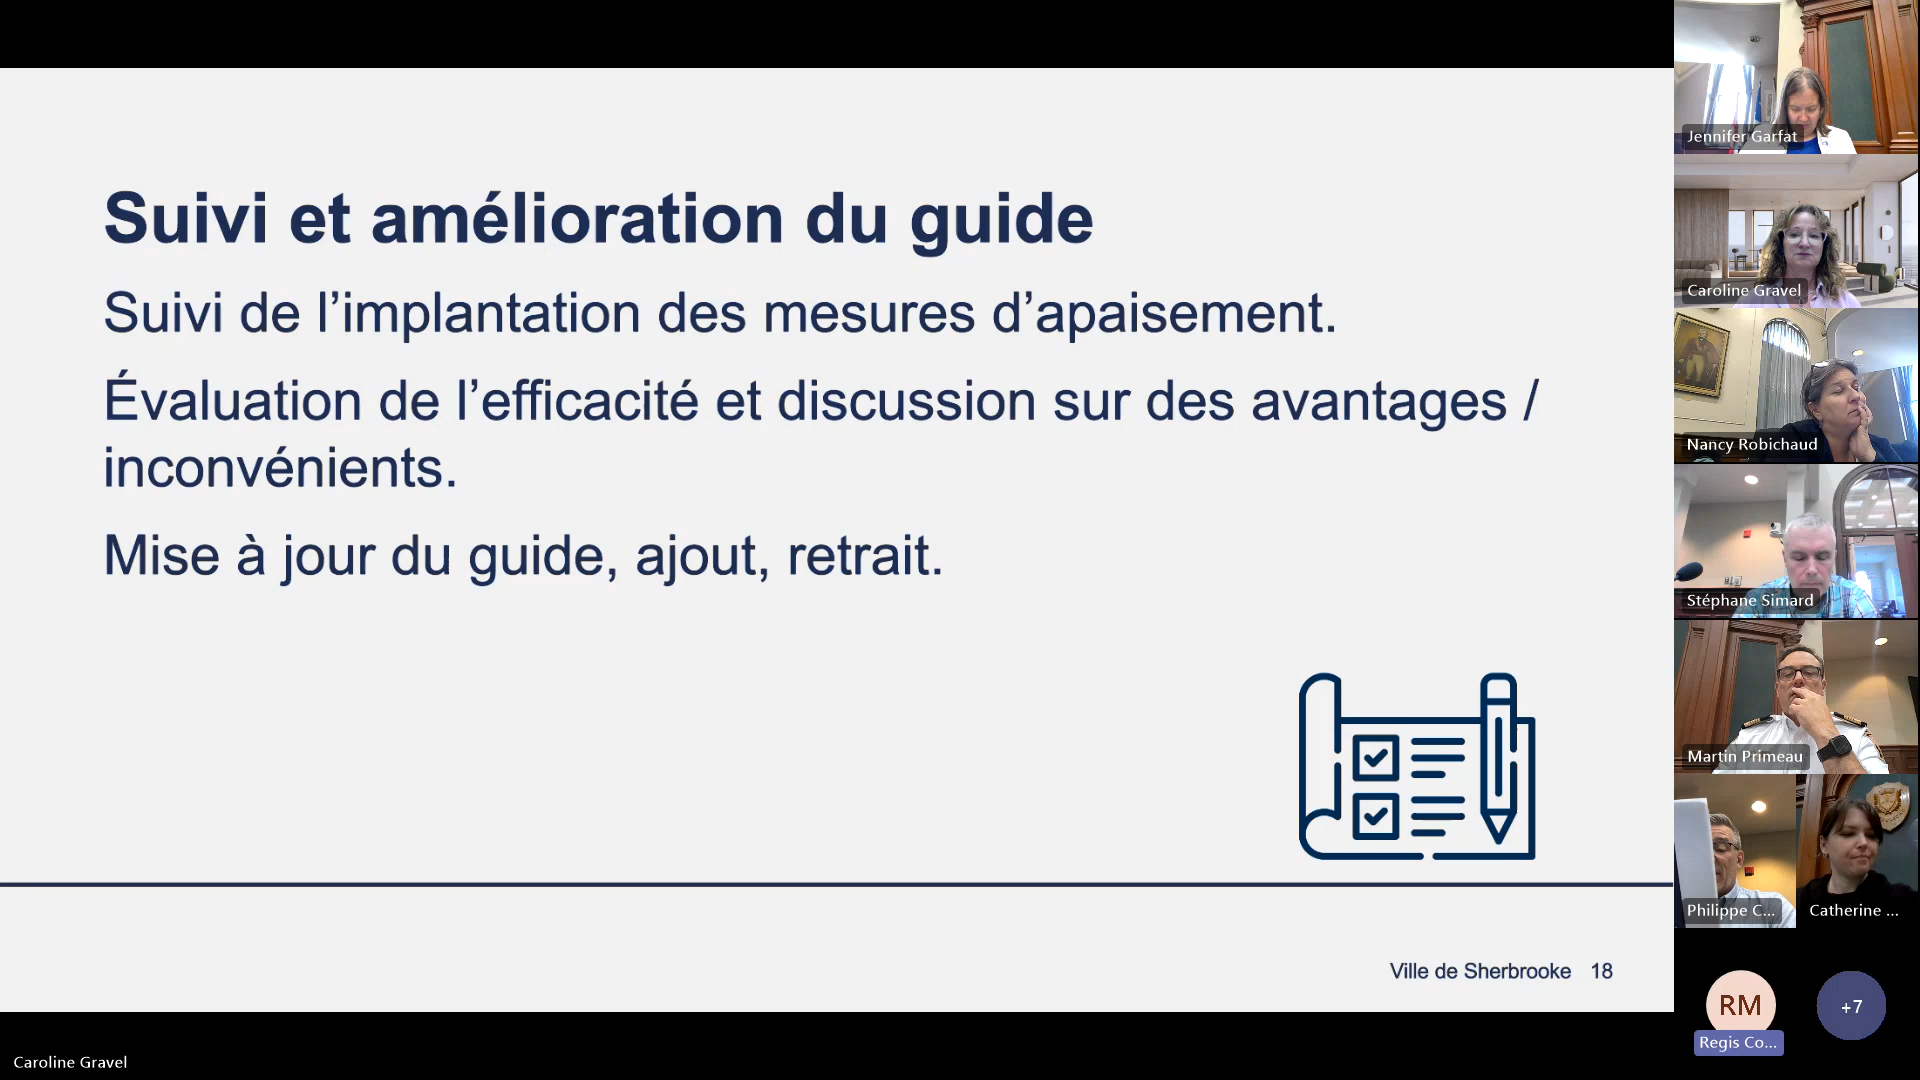 Suivi et amélioration du guide
Suivi de l’implantation des mesures d’apaisement.
Évaluation de l’efficacité et discussion sur des avantages /
inconvénients.
Mise à jour du guide, ajout, retrait.
Ville de Sherbrooke 18
Caroline Gravel
Jennifer Garfat
Caroline Gravel
Nancy Robichaud
Stéphane Simard
Martin Primeau
Philippe C...
Catherine ...
RM
Regis Co...
+7